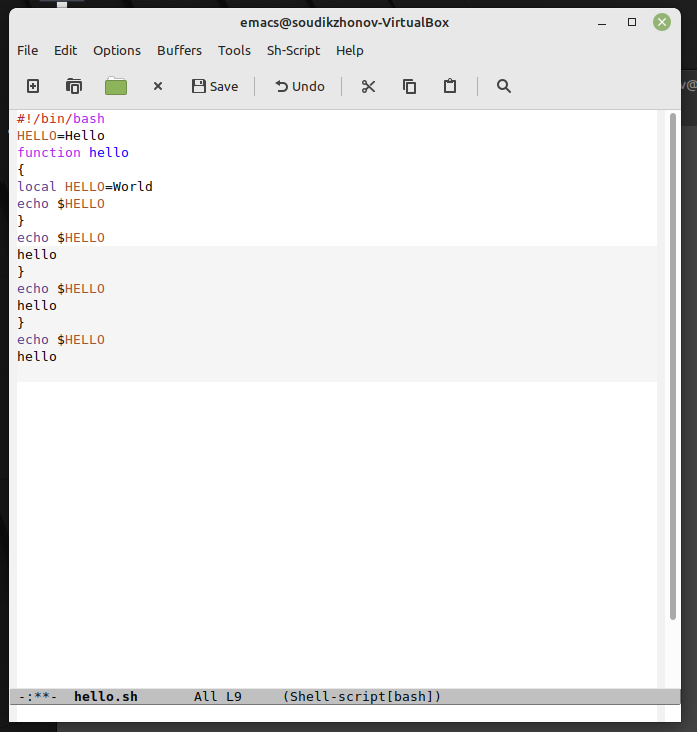 emacs@soudikzhonov-VirtualBox
File Edit Options Buffers Tools Sh-Script Help
Save Undo
#!/bin/bash
HELLO=Hello
function hello
{
local HELLO=World
echo $HELLO
}
echo $HELLO
hello
}
echo $HELLO
hello
}
echo $HELLO
hello
-:**- hello.sh All L9 (Shell-script[bash])